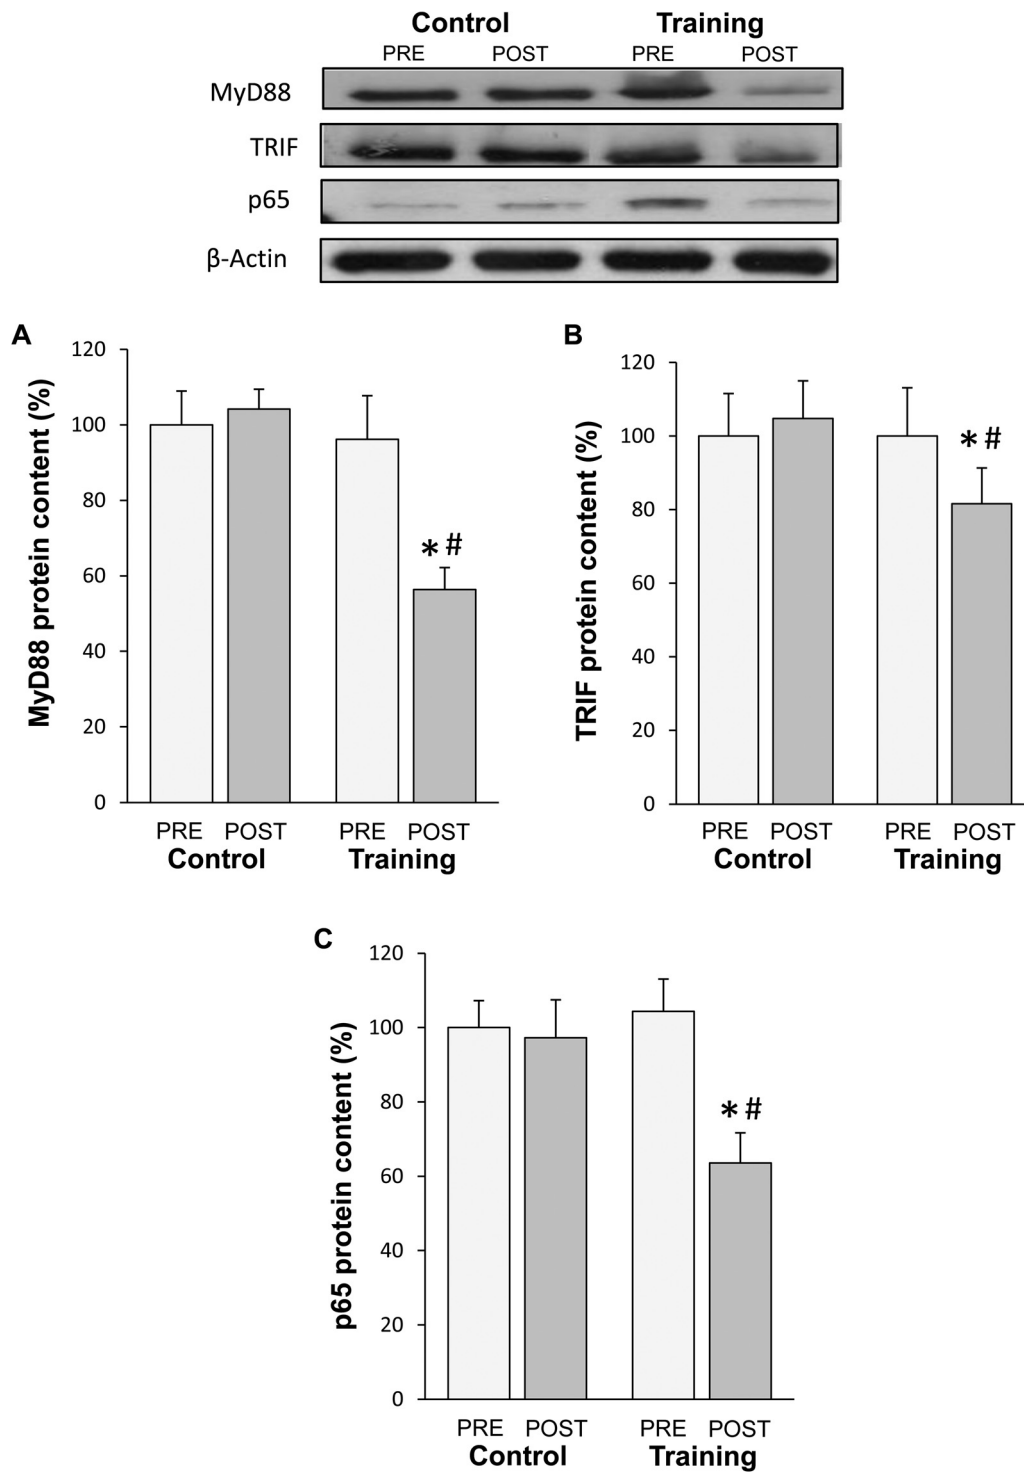 Control Training
PRE POST PRE POST
MyD88
TRIF
p65
β-Actin
A
MyD88 protein content (%)
120
100
80
60
40
20
0
* #
PRE POST PRE POST
Control Training
B
TRIF protein content (%)
120
100
80
60
40
20
0
* #
PRE POST PRE POST
Control Training
C
p65 protein content (%)
120
100
80
60
40
20
0
* #
PRE POST PRE POST
Control Training